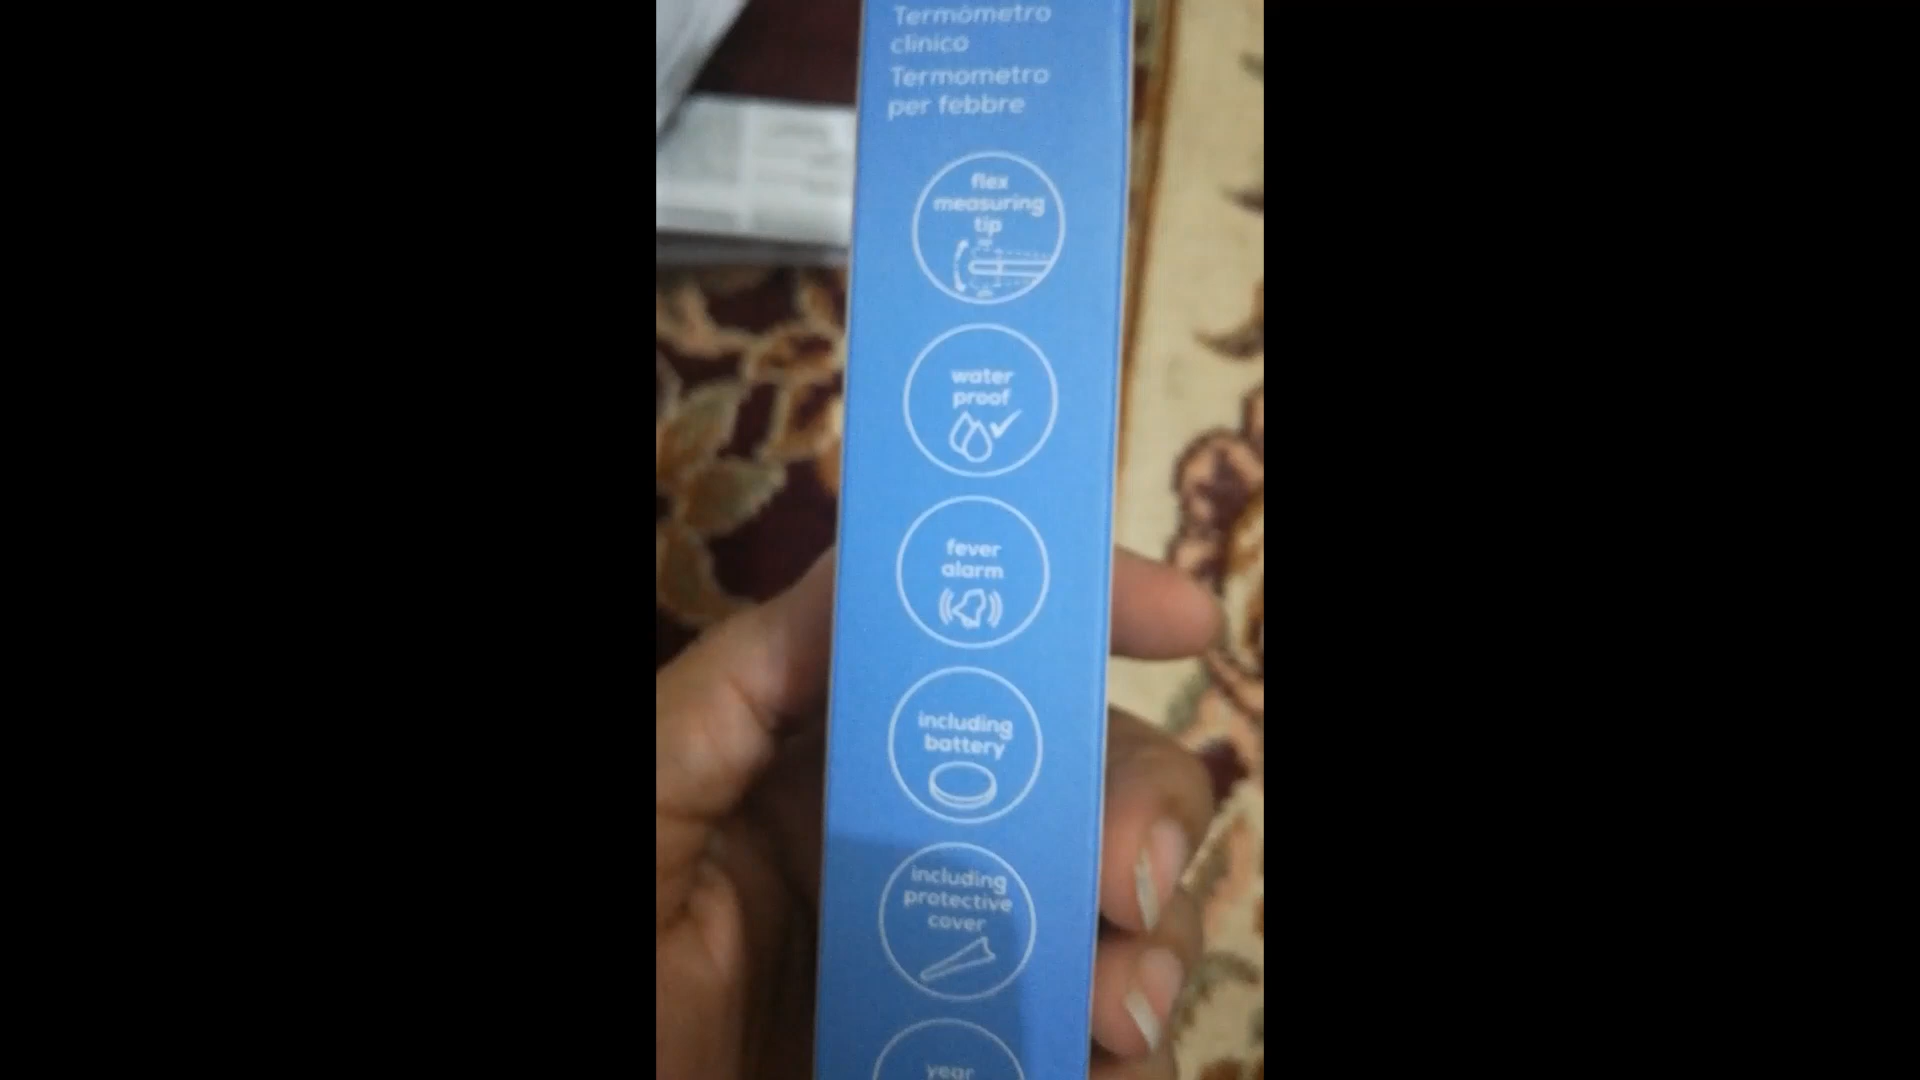 Termómetro
clínico
Termometro
per febbre
flex
measuring
tip
water
proof
fever
alarm
including
battery
including
protective
cover
year